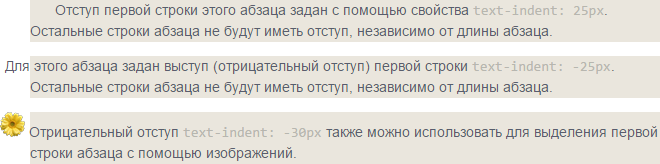 Отступ первой строки этого абзаца задан с помощью свойства text-indent: 25px.
Остальные строки абзаца не будут иметь отступ, независимо от длины абзаца.
Для этого абзаца задан выступ (отрицательный отступ) первой строки text-indent: -25px.
Остальные строки абзаца не будут иметь отступ, независимо от длины абзаца.
Отрицательный отступ text-indent: -30px также можно использовать для выделения первой
строки абзаца с помощью изображений.